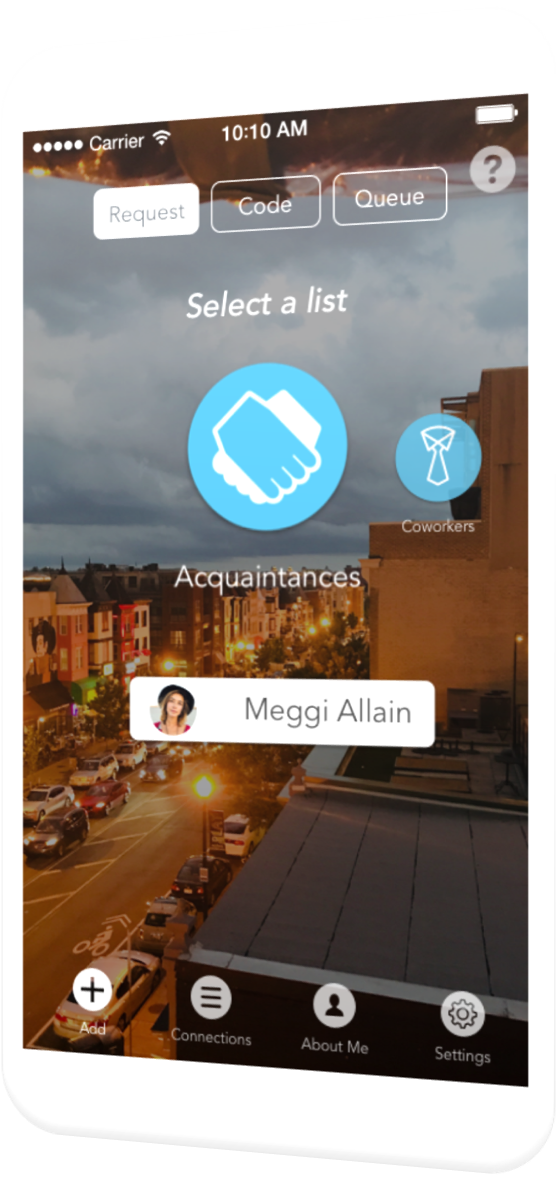 Carrier 10:10 AM
?
Request Code Queue
Select a list
Coworkers
Acquaintances
Meggi Allain
Add Connections About Me Settings